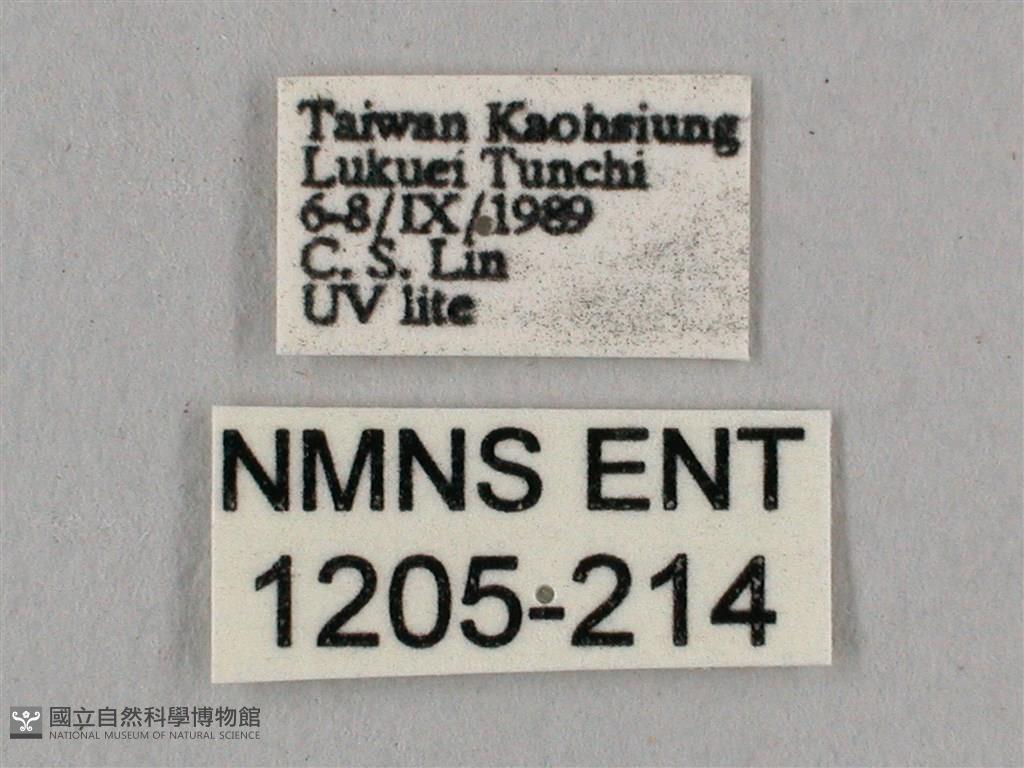 Taiwan Kaohsiung
Lukuei Tunchi
6-8/IX/1989
C. S. Lin
UV lite
NMNS ENT
1205-214
國立自然科學博物館
NATIONAL MUSEUM OF NATURAL SCIENCE